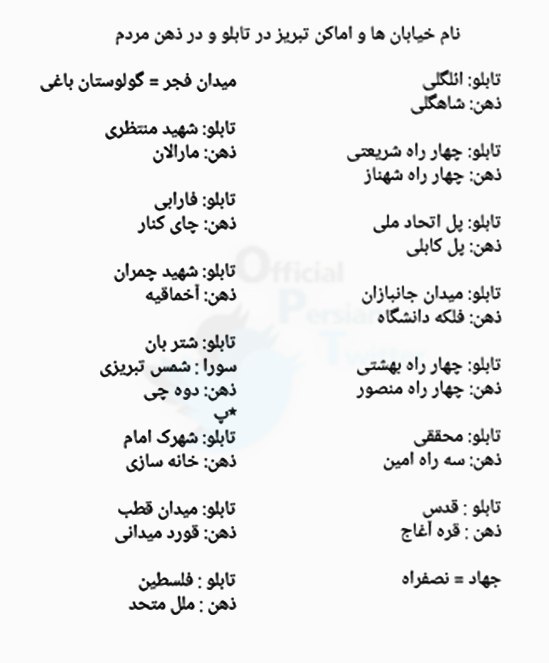 نام خیابان ها و اماکن تبریز در تابلو و در ذهن مردم
تابلو: ائلگلی
ذهن: شاهگلی
تابلو: چهار راه شریعتی
ذهن: چهار راه شهناز
تابلو: پل اتحاد ملی
ذهن: پل کابلی
تابلو: میدان جانبازان
ذهن: فلکه دانشگاه
تابلو: چهار راه بهشتی
ذهن: چهار راه منصور
تابلو: محققی
ذهن: سه راه امین
تابلو : قدس
ذهن : قره آغاج
جهاد = نصفراه
میدان فجر = گولوستان باغی
تابلو: شهید منتظری
ذهن: مارالان
تابلو: فارابی
ذهن: چای کنار
تابلو: شهید چمران
ذهن: آخماقیه
تابلو: شتر بان
سورا : شمس تبریزی
ذهن: دوه چی
*پ
تابلو: شهرک امام
ذهن: خانه سازی
تابلو: میدان قطب
ذهن: قورد میدانی
تابلو : فلسطین
ذهن : ملل متحد
Official
Persian
Twitter